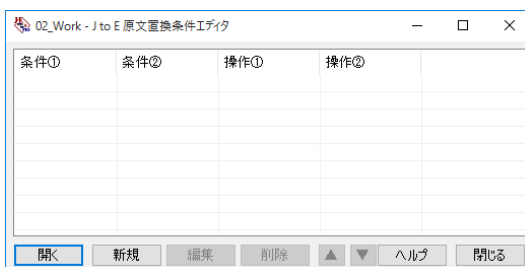 02_Work - J to E 原文置換条件エディタ
条件① 条件② 操作① 操作②
開く 新規 編集 削除 ▲ ▼ ヘルプ 閉じる